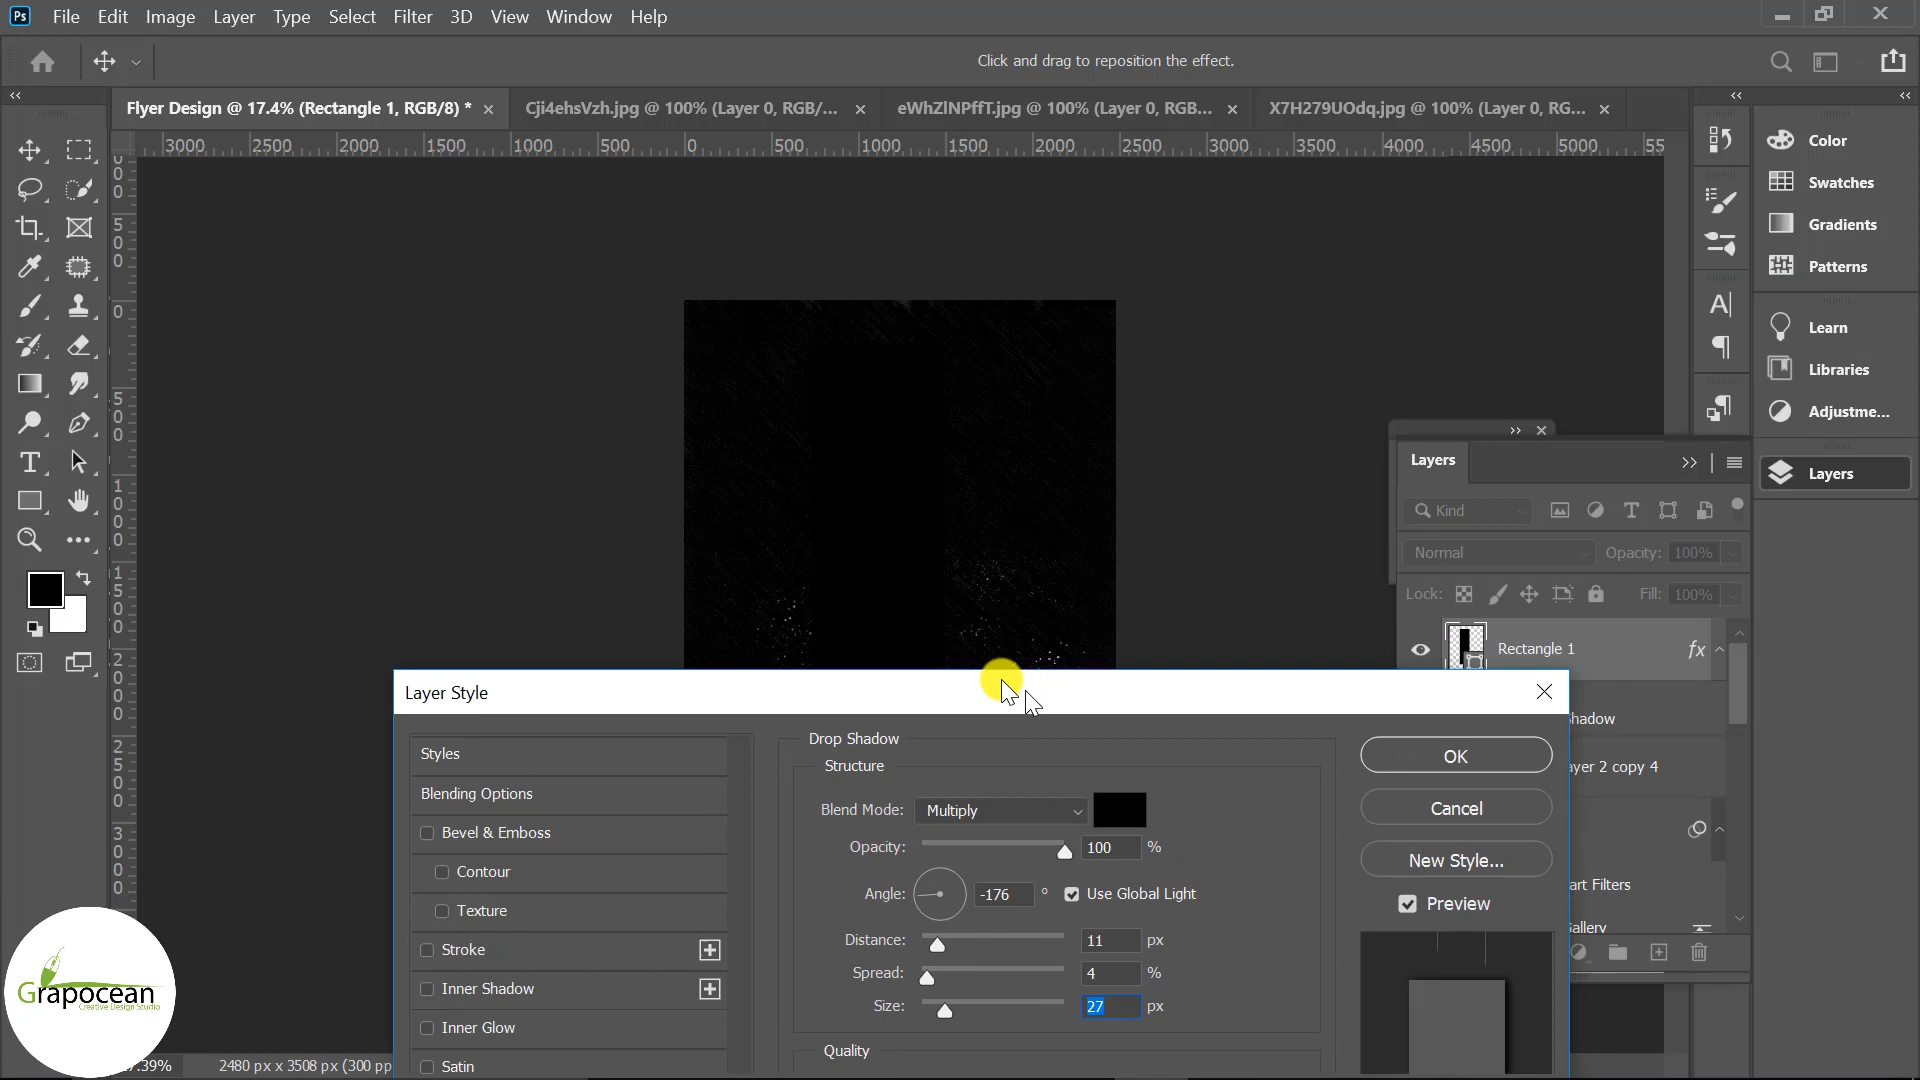 Ps File Edit Image Layer Type Select Filter 3D View Window Help
Click and drag to reposition the effect.
Flyer Design @ 17.4% (Rectangle 1, RGB/8) * Cji4ehsVzh.jpg @ 100% (Layer 0, RGB/... eWhZlNPffT.jpg @ 100% (Layer 0, RGB... X7H279UOdq.jpg @ 100% (Layer 0, RG...
3000 2500 2000 1500 1000 500 0 500 1000 1500 2000 2500 3000 3500 4000 4500 5000 55
Color
Swatches
Gradients
Patterns
Learn
Libraries
Adjustme...
Layers
Layers
Kind
Normal Opacity: 100%
Lock: Fill: 100%
Rectangle 1 fx
hadow
ayer 2 copy 4
art Filters
Gallery
Layer Style
Styles
Blending Options
Bevel & Emboss
Contour
Texture
Stroke
Inner Shadow
Inner Glow
Satin
Drop Shadow
Structure
Blend Mode: Multiply
Opacity: 100 %
Angle: -176 ° Use Global Light
Distance: 11 px
Spread: 4 %
Size: 27 px
Quality
OK
Cancel
New Style...
Preview
Grapocean
Creative Design Studio
7.39% 2480 px x 3508 px (300 pp